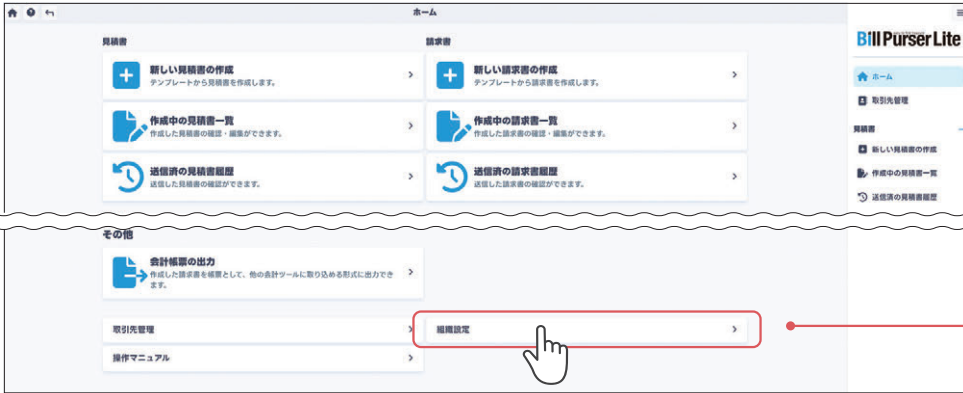 ホーム
見積書
新しい見積書の作成
テンプレートから見積書を作成します。
作成中の見積書一覧
作成した見積書の確認・編集ができます。
送信済の見積書履歴
送信した見積書の確認ができます。
請求書
新しい請求書の作成
テンプレートから請求書を作成します。
作成中の請求書一覧
作成した請求書の確認・編集ができます。
送信済の請求書履歴
送信した請求書の確認ができます。
その他
会計帳票の出力
作成した請求書を帳票として、他の会計ツールに取り込める形式に出力でき
ます。
取引先管理
組織設定
操作マニュアル
Bill Purser Lite
ホーム
取引先管理
見積書
新しい見積書の作成
作成中の見積書一覧
送信済の見積書履歴